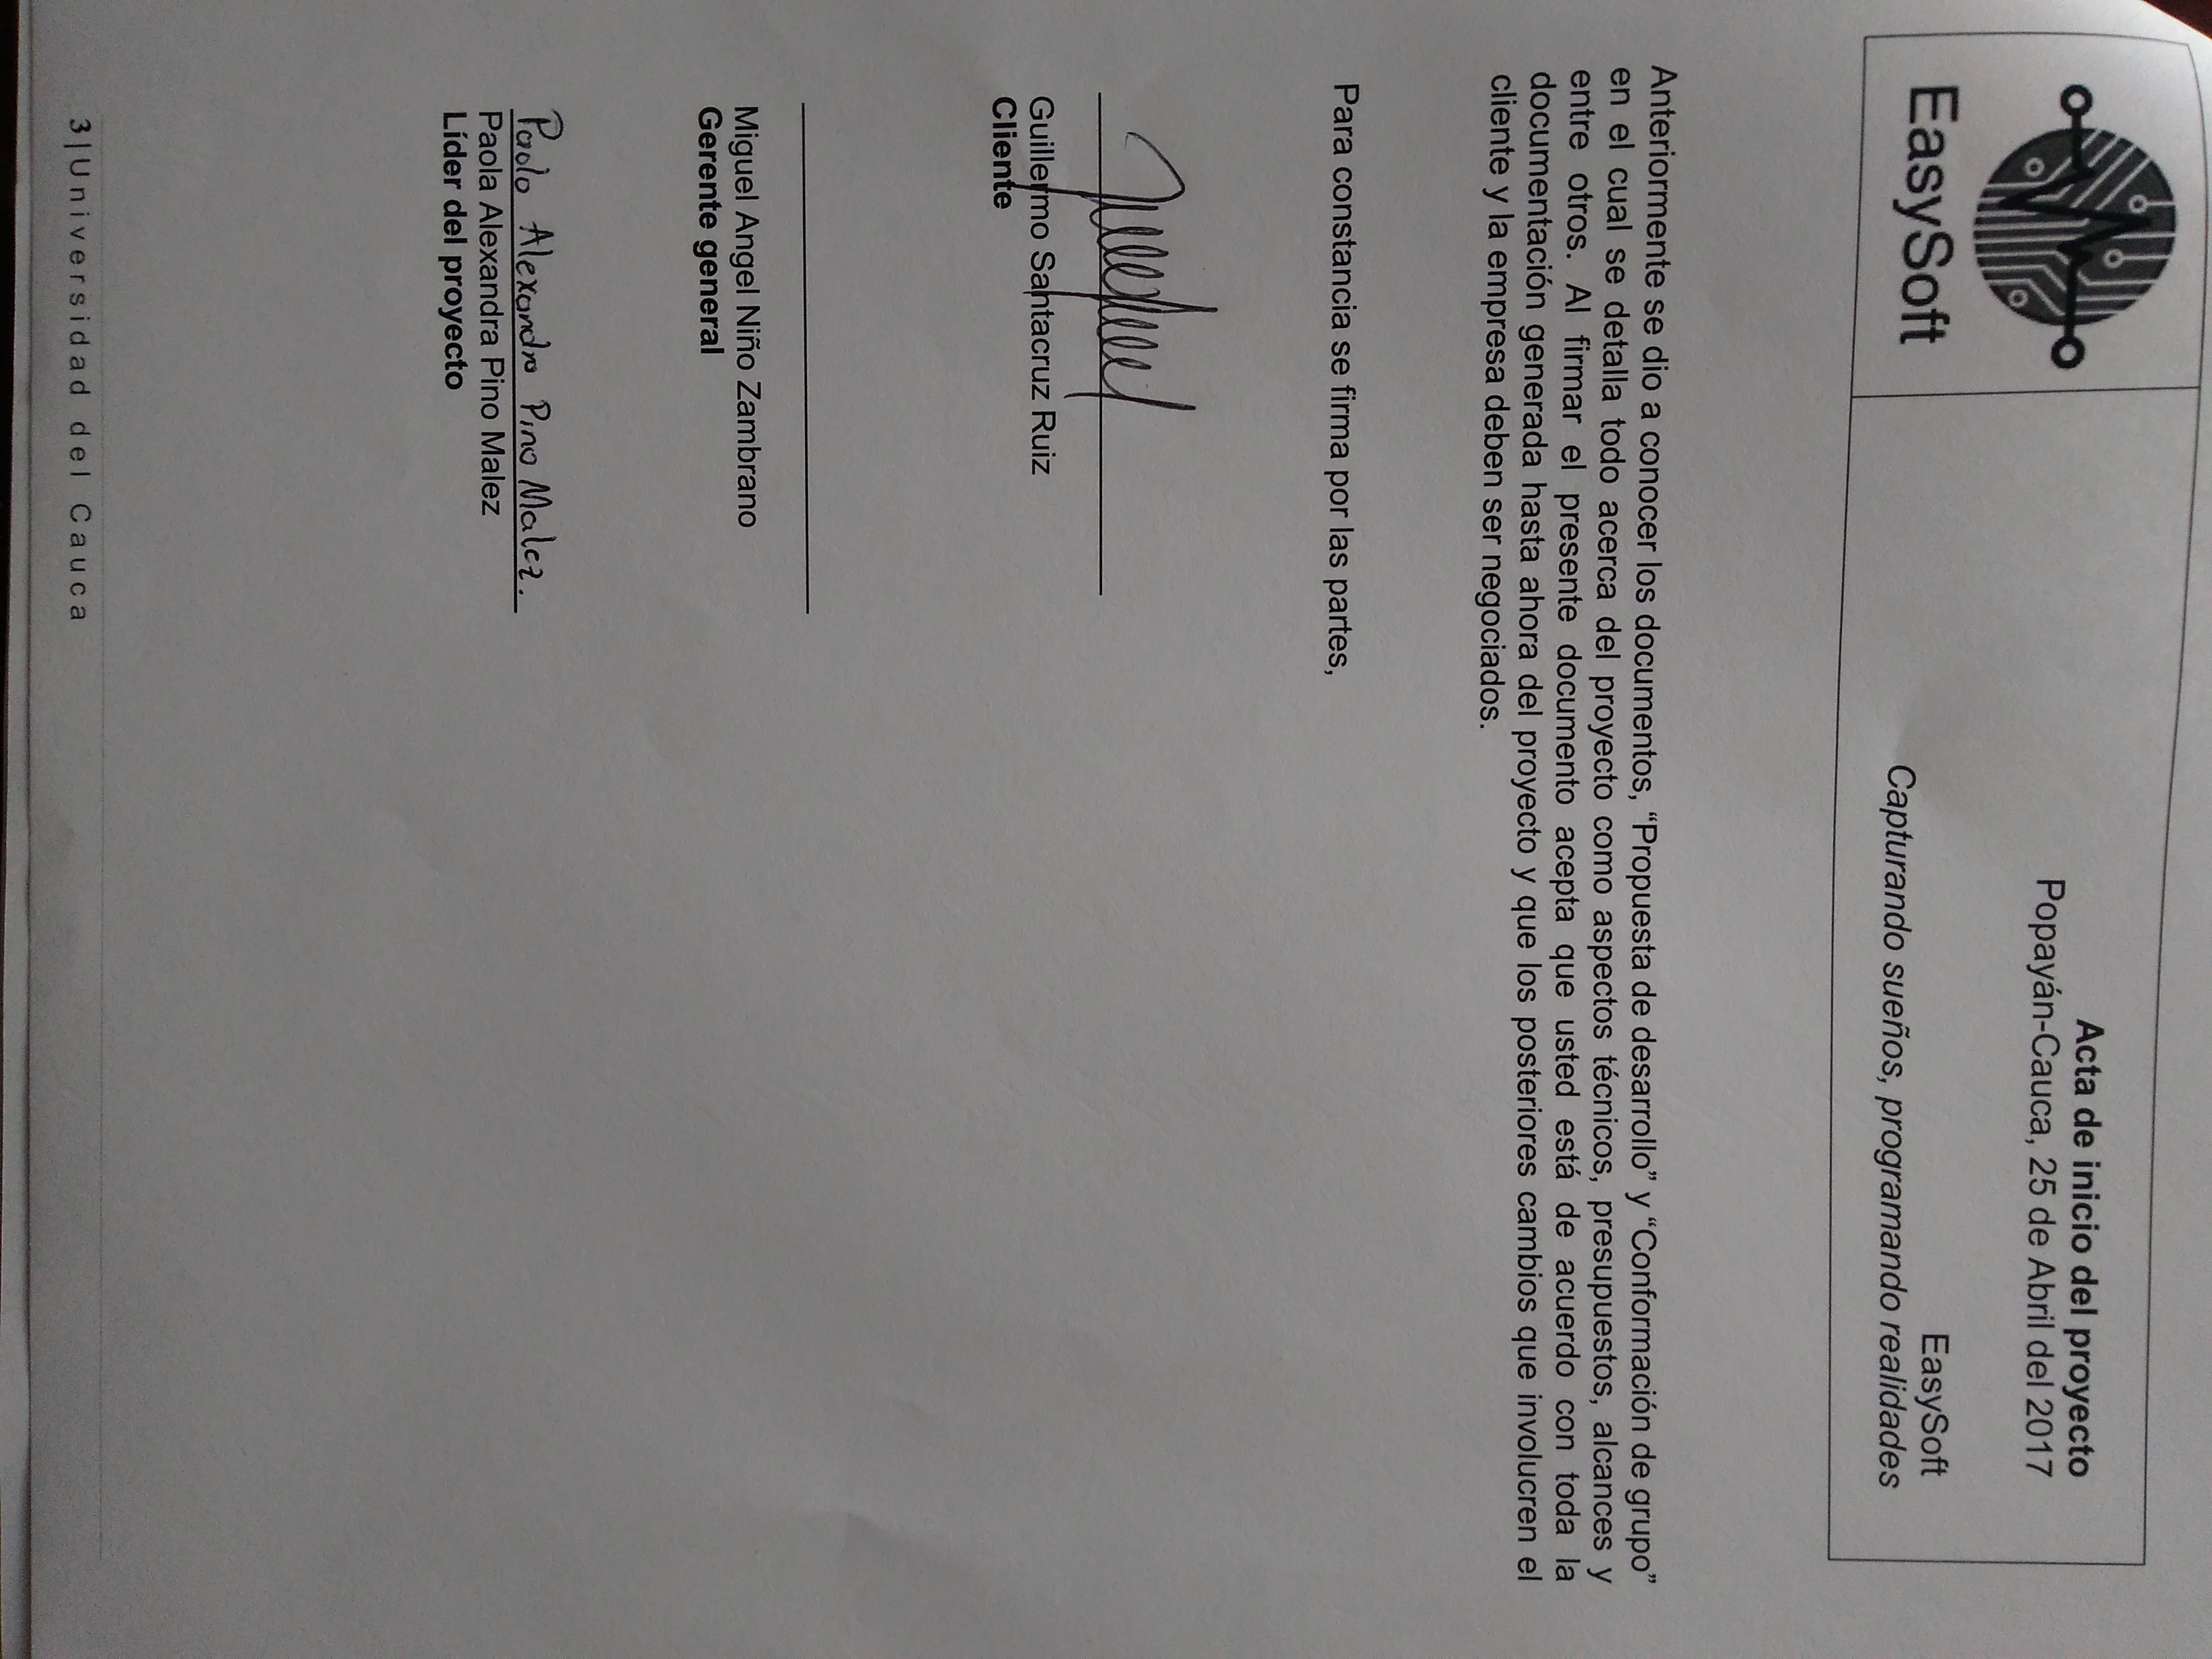 EasySoft
Acta de inicio del proyecto
Popayán-Cauca, 25 de Abril del 2017
EasySoft
Capturando sueños, programando realidades
Anteriormente se dio a conocer los documentos, “Propuesta de desarrollo” y “Conformación de grupo”
en el cual se detalla todo acerca del proyecto como aspectos técnicos, presupuestos, alcances y
entre otros. Al firmar el presente documento acepta que usted está de acuerdo con toda la
documentación generada hasta ahora del proyecto y que los posteriores cambios que involucren el
cliente y la empresa deben ser negociados.
Para constancia se firma por las partes,
Guillermo Santacruz Ruiz
Cliente
Miguel Angel Niño Zambrano
Gerente general
Paola Alexandra Pino Malez.
Paola Alexandra Pino Malez
Líder del proyecto
3|Universidad del Cauca